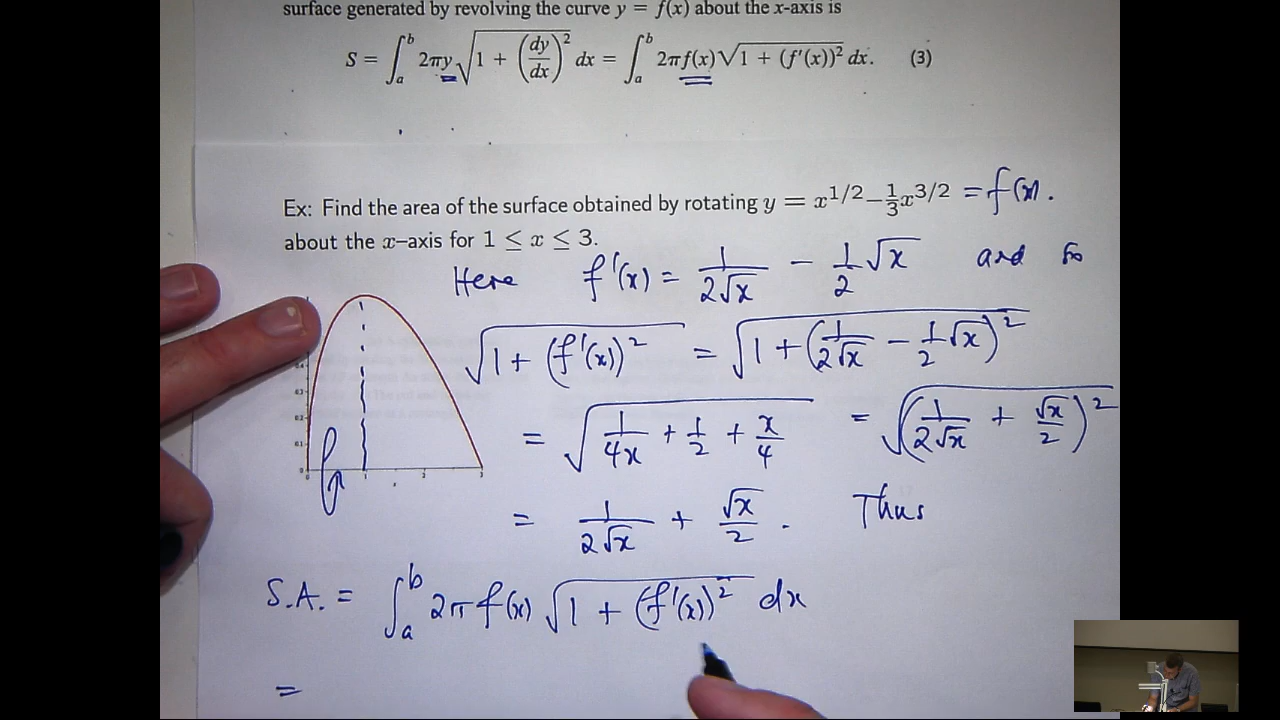 surface generated by revolving the curve y = f(x) about the x-axis is
S = ∫_a^b 2πy √(1 + (dy/dx)^2) dx = ∫_a^b 2πf(x)√(1 + (f'(x))^2) dx. (3)
Ex: Find the area of the surface obtained by rotating y = x^{1/2} − 1/3 x^{3/2} = f(x).
about the x–axis for 1 ≤ x ≤ 3.
Here f'(x) = 1/(2√x) − 1/2 √x and so
√(1 + (f'(x))^2) = √(1 + (1/(2√x) − 1/2 √x)^2)
= √(1/(4x) + 1/2 + x/4) = √((1/(2√x) + √x/2)^2)
= 1/(2√x) + √x/2 . Thus
S.A. = ∫_a^b 2π f(x) √(1 + (f'(x))^2) dx
=